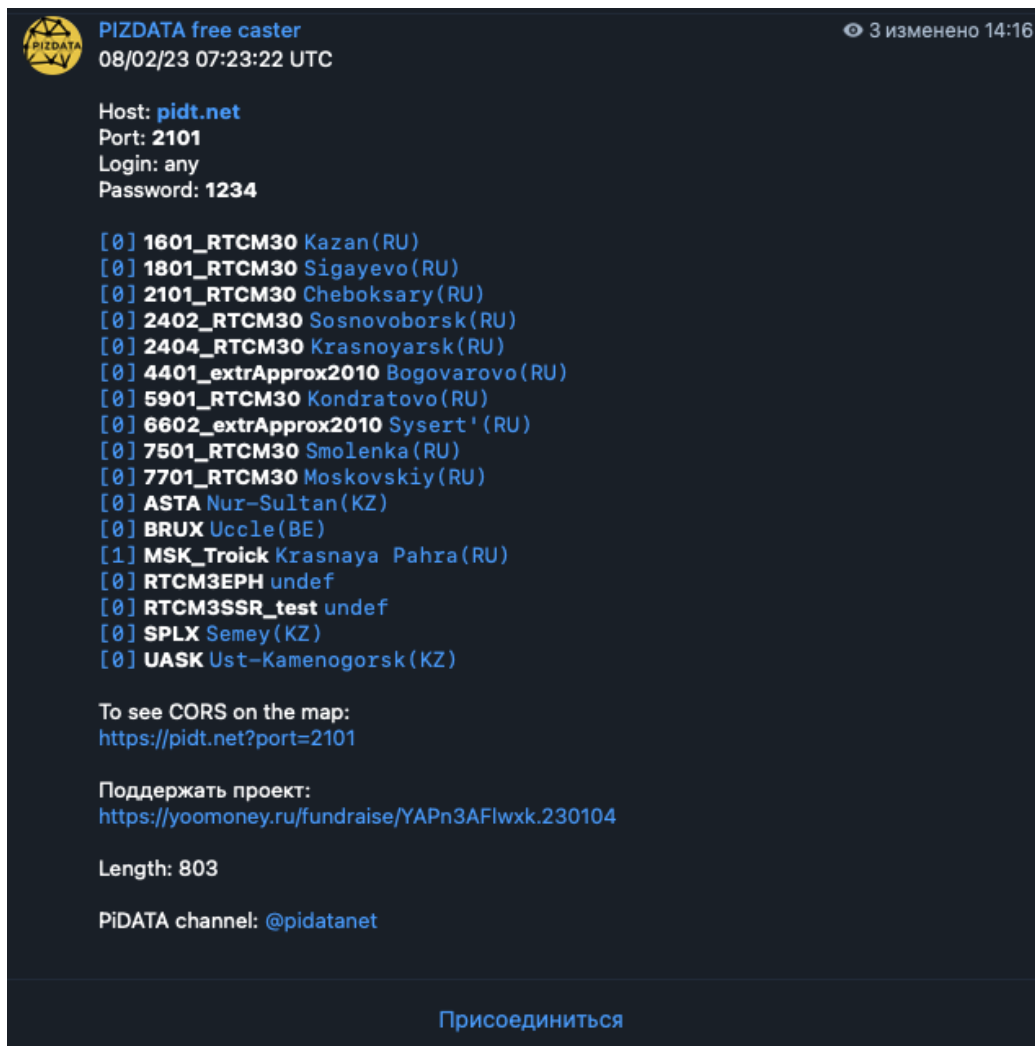 PIZDATA
PIZDATA free caster
3 изменено 14:16
08/02/23 07:23:22 UTC
Host: pidt.net
Port: 2101
Login: any
Password: 1234
[0] 1601_RTCM30 Kazan(RU)
[0] 1801_RTCM30 Sigayevo(RU)
[0] 2101_RTCM30 Cheboksary(RU)
[0] 2402_RTCM30 Sosnovoborsk(RU)
[0] 2404_RTCM30 Krasnoyarsk(RU)
[0] 4401_extrApprox2010 Bogovarovo(RU)
[0] 5901_RTCM30 Kondratovo(RU)
[0] 6602_extrApprox2010 Sysert'(RU)
[0] 7501_RTCM30 Smolenka(RU)
[0] 7701_RTCM30 Moskovskiy(RU)
[0] ASTA Nur-Sultan(KZ)
[0] BRUX Uccle(BE)
[1] MSK_Troick Krasnaya Pahra(RU)
[0] RTCM3EPH undef
[0] RTCM3SSR_test undef
[0] SPLX Semey(KZ)
[0] UASK Ust-Kamenogorsk(KZ)
To see CORS on the map:
https://pidt.net?port=2101
Поддержать проект:
https://yoomoney.ru/fundraise/YAPn3AFlwxk.230104
Length: 803
PiDATA channel: @pidatanet
Присоединиться